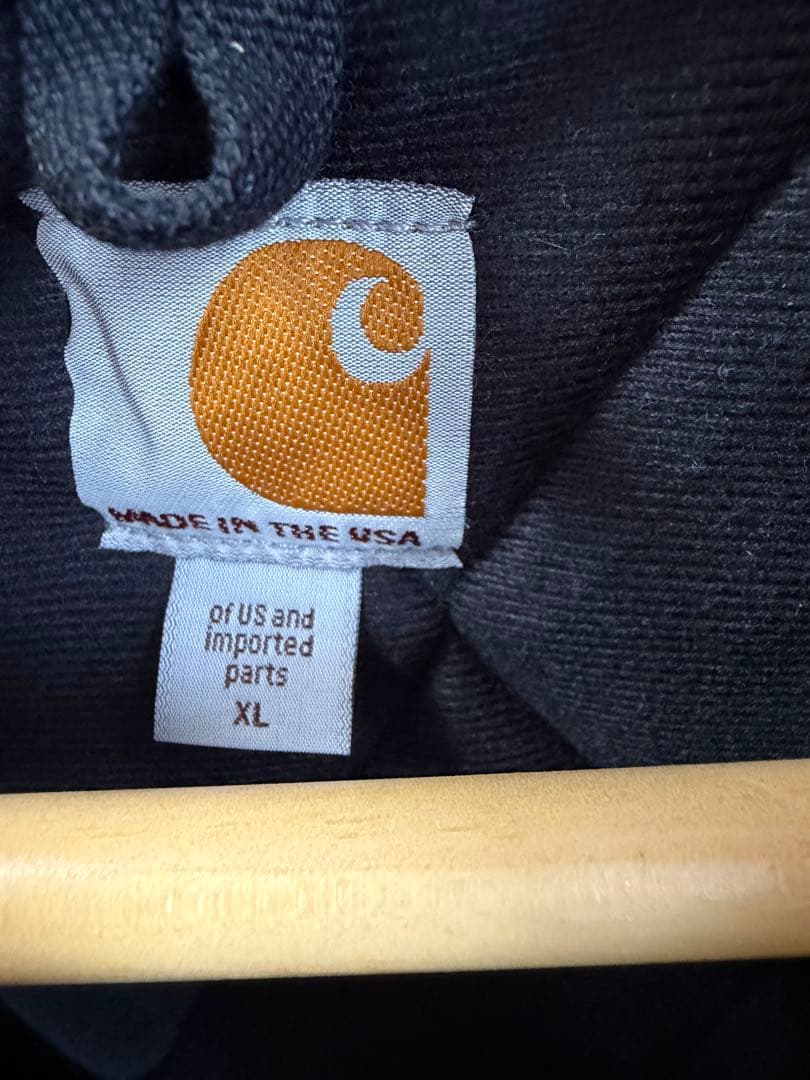 MADE IN THE USA
of US and
imported
parts
XL